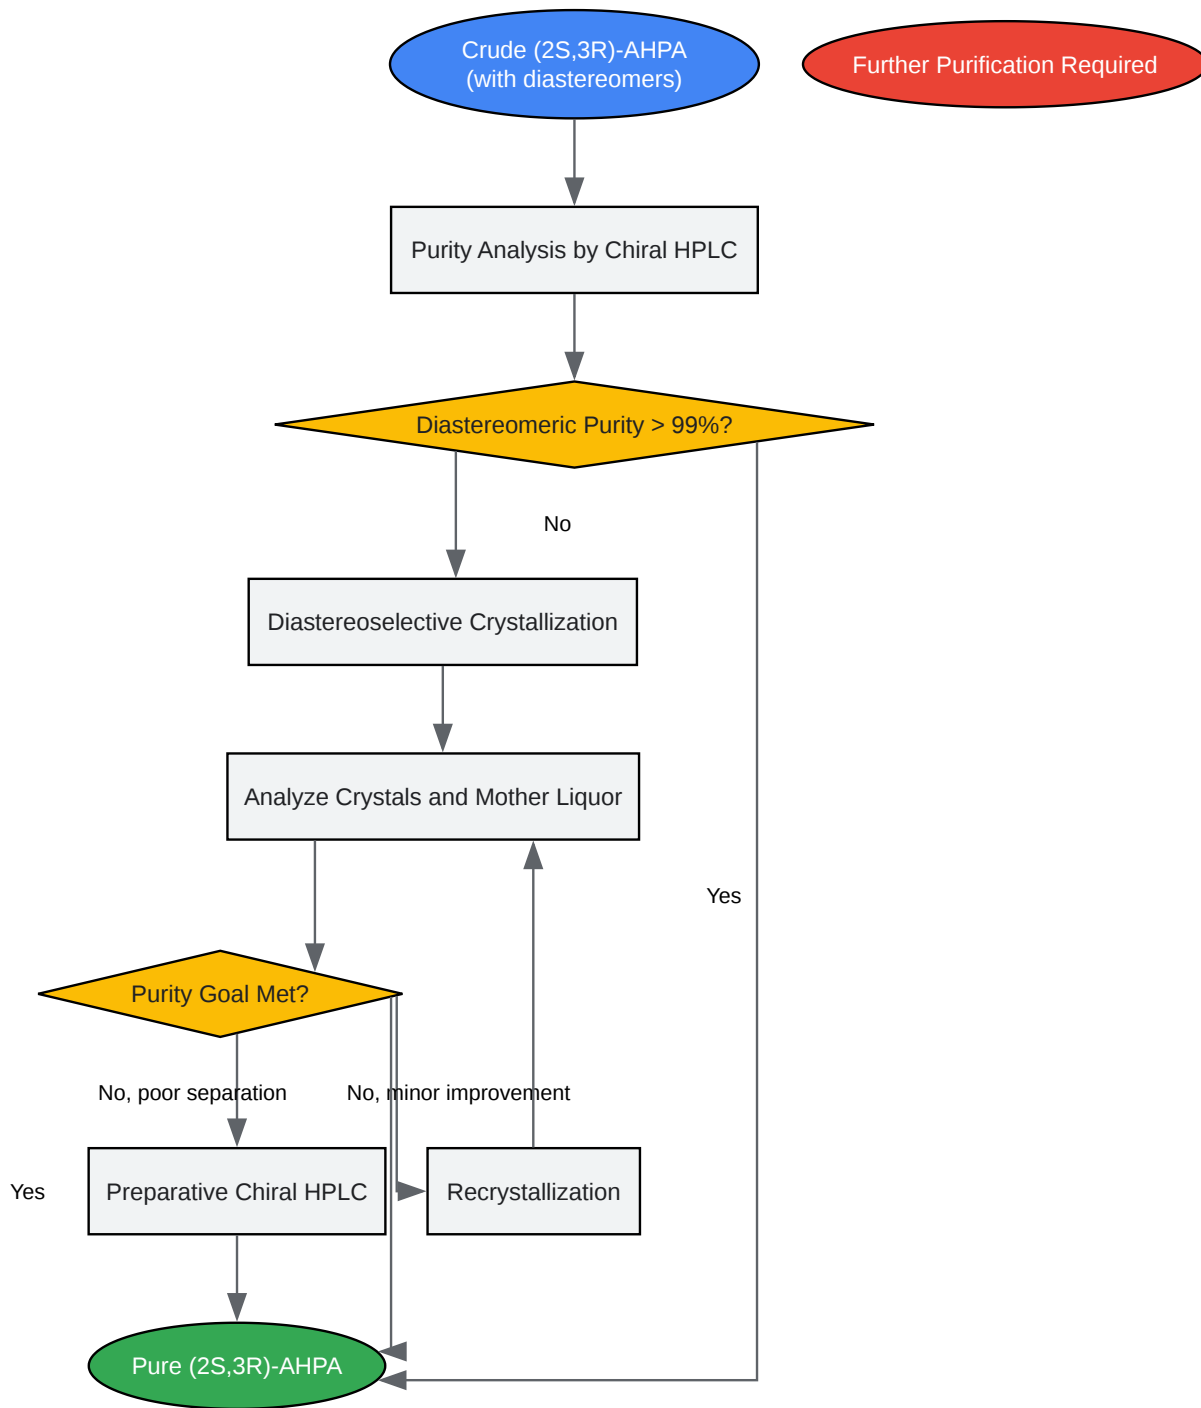 Crude (2S,3R)-AHPA
(with diastereomers)
Further Purification Required
Purity Analysis by Chiral HPLC
Diastereomeric Purity > 99%?
No
Diastereoselective Crystallization
Analyze Crystals and Mother Liquor
Yes
Purity Goal Met?
No, poor separation
No, minor improvement
Yes
Preparative Chiral HPLC
Recrystallization
Pure (2S,3R)-AHPA